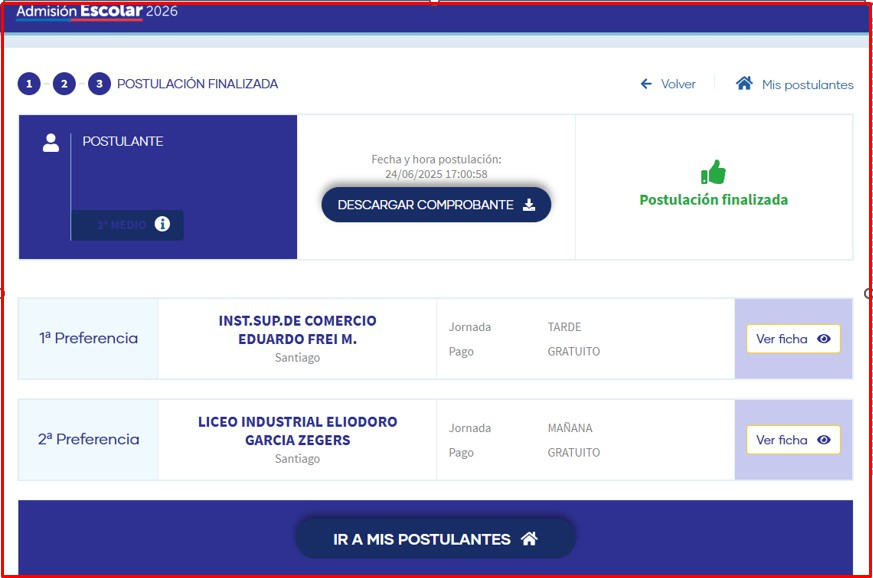 Admisión Escolar 2026
1 2 3 POSTULACIÓN FINALIZADA
Volver
Mis postulantes
POSTULANTE
1º MEDIO
Fecha y hora postulación:
24/06/2025 17:00:58
DESCARGAR COMPROBANTE
Postulación finalizada
1ª Preferencia
INST.SUP.DE COMERCIO
EDUARDO FREI M.
Santiago
Jornada TARDE
Pago GRATUITO
Ver ficha
2ª Preferencia
LICEO INDUSTRIAL ELIODORO
GARCIA ZEGERS
Santiago
Jornada MAÑANA
Pago GRATUITO
Ver ficha
IR A MIS POSTULANTES